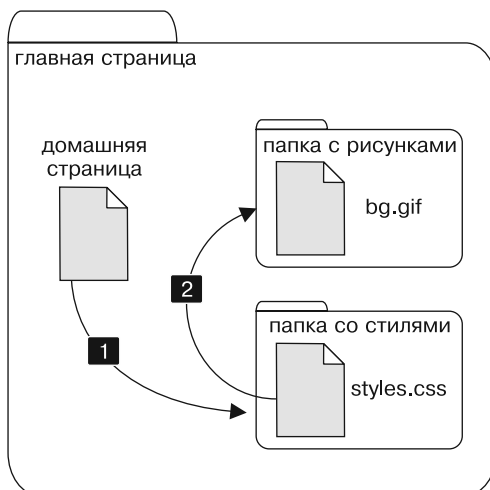 главная страница
домашняя
страница
папка с рисунками
bg.gif
2
папка со стилями
1
styles.css